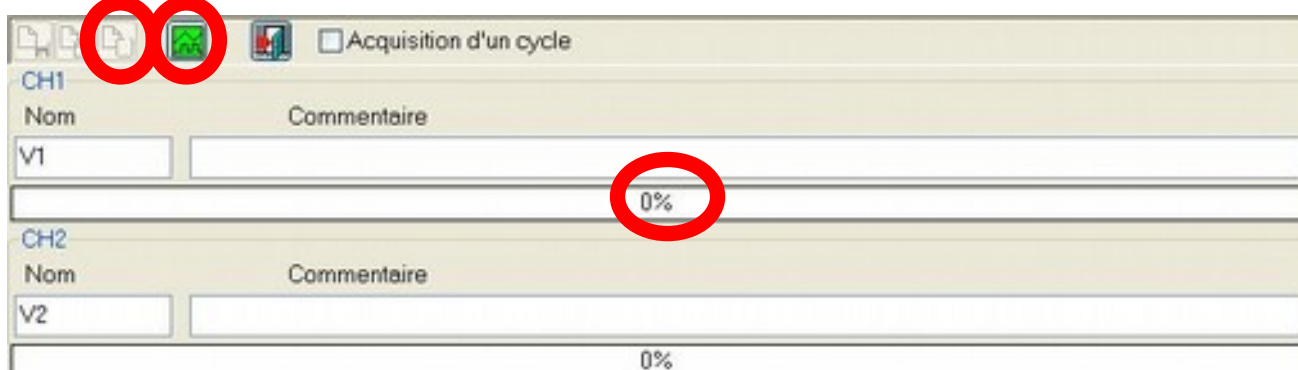 Acquisition d'un cycle
CH1
Nom Commentaire
V1
0%
CH2
Nom Commentaire
V2
0%